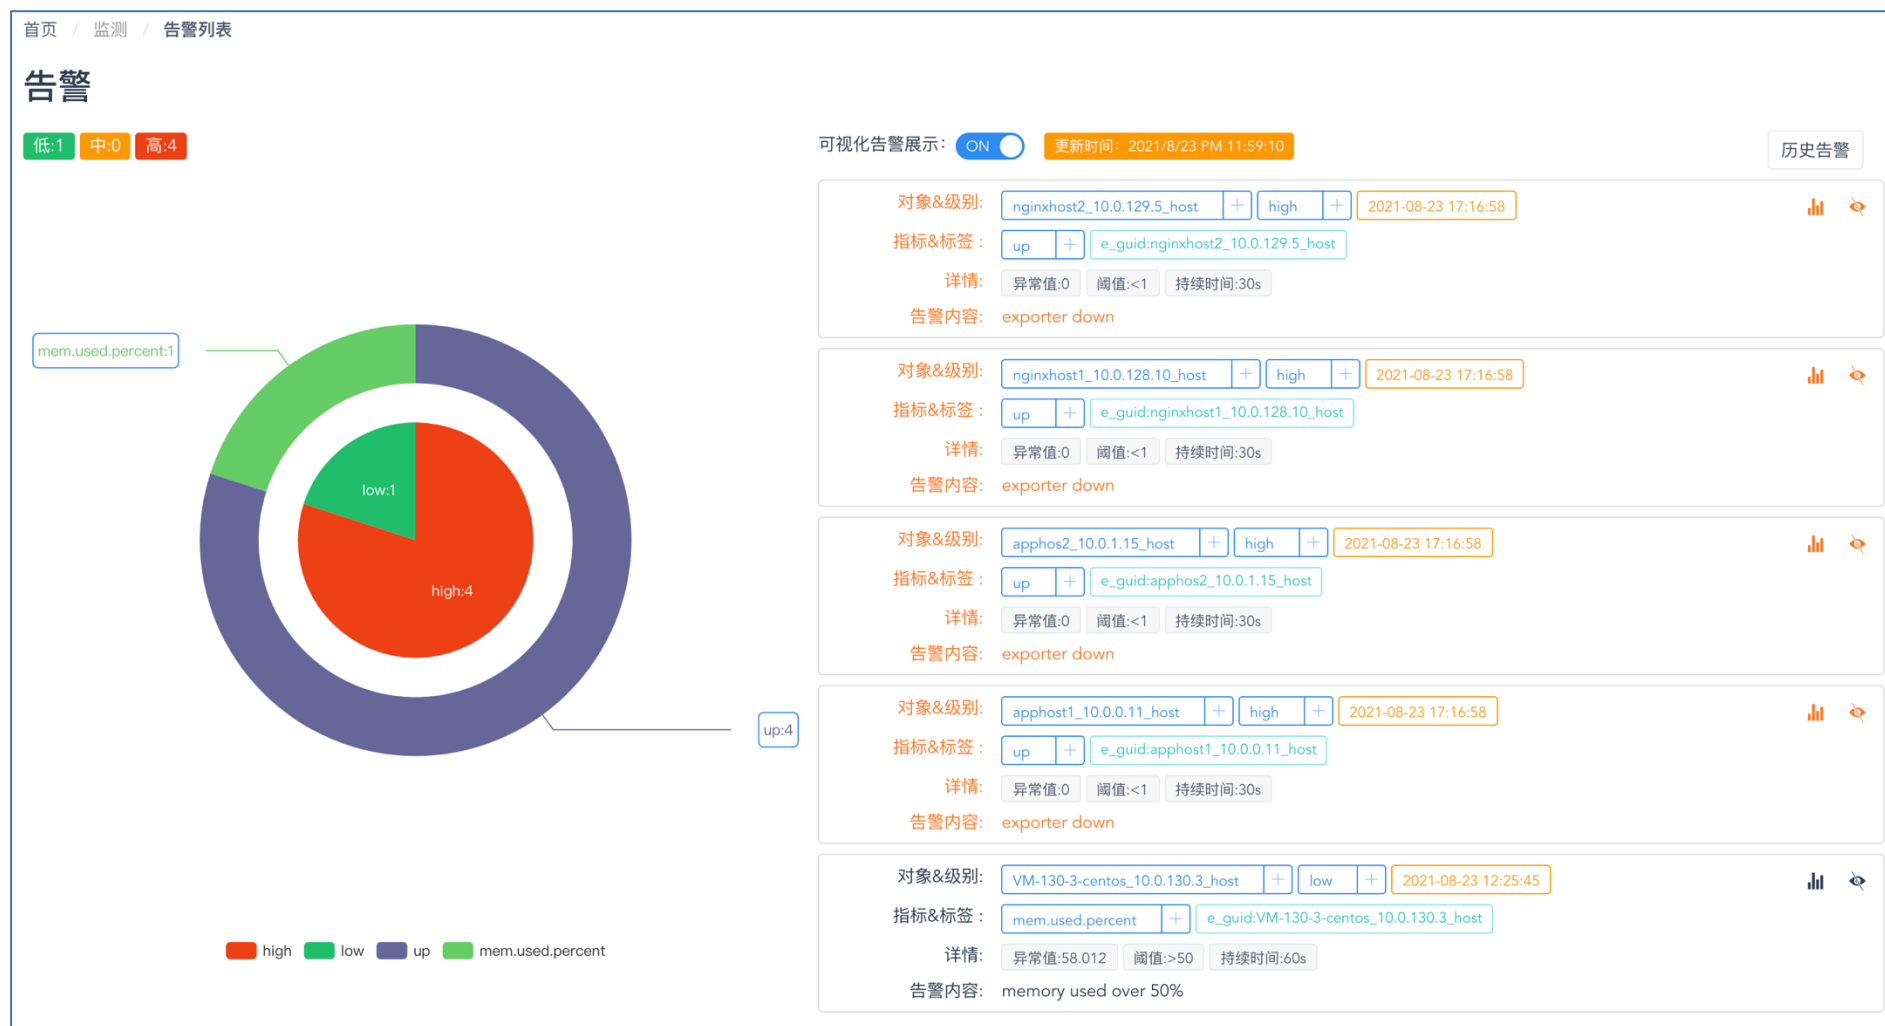 首页 / 监测 / 告警列表
告警
低:1 中:0 高:4
可视化告警展示： ON 更新时间：2021/8/23 PM 11:59:10 历史告警
mem.used.percent:1
low:1
high:4
up:4
high low up mem.used.percent
对象&级别: nginxhost2_10.0.129.5_host + high + 2021-08-23 17:16:58
指标&标签 : up + e_guid:nginxhost2_10.0.129.5_host
详情: 异常值:0 阈值:<1 持续时间:30s
告警内容: exporter down
对象&级别: nginxhost1_10.0.128.10_host + high + 2021-08-23 17:16:58
指标&标签 : up + e_guid:nginxhost1_10.0.128.10_host
详情: 异常值:0 阈值:<1 持续时间:30s
告警内容: exporter down
对象&级别: apphos2_10.0.1.15_host + high + 2021-08-23 17:16:58
指标&标签 : up + e_guid:apphos2_10.0.1.15_host
详情: 异常值:0 阈值:<1 持续时间:30s
告警内容: exporter down
对象&级别: apphost1_10.0.0.11_host + high + 2021-08-23 17:16:58
指标&标签 : up + e_guid:apphost1_10.0.0.11_host
详情: 异常值:0 阈值:<1 持续时间:30s
告警内容: exporter down
对象&级别: VM-130-3-centos_10.0.130.3_host + low + 2021-08-23 12:25:45
指标&标签 : mem.used.percent + e_guid:VM-130-3-centos_10.0.130.3_host
详情: 异常值:58.012 阈值:>50 持续时间:60s
告警内容: memory used over 50%